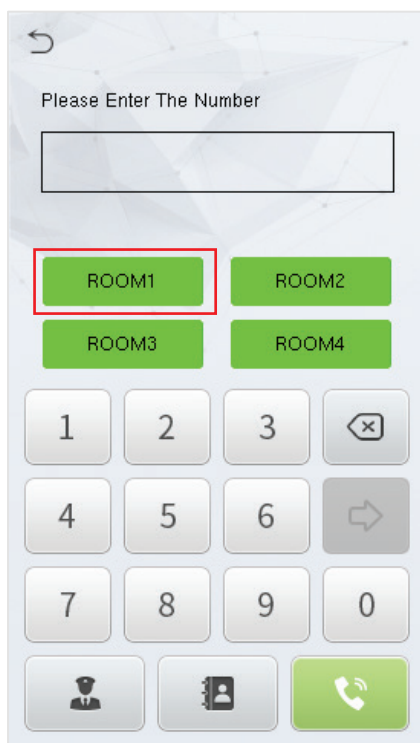 Please Enter The Number
ROOM1 ROOM2
ROOM3 ROOM4
1 2 3
4 5 6
7 8 9 0